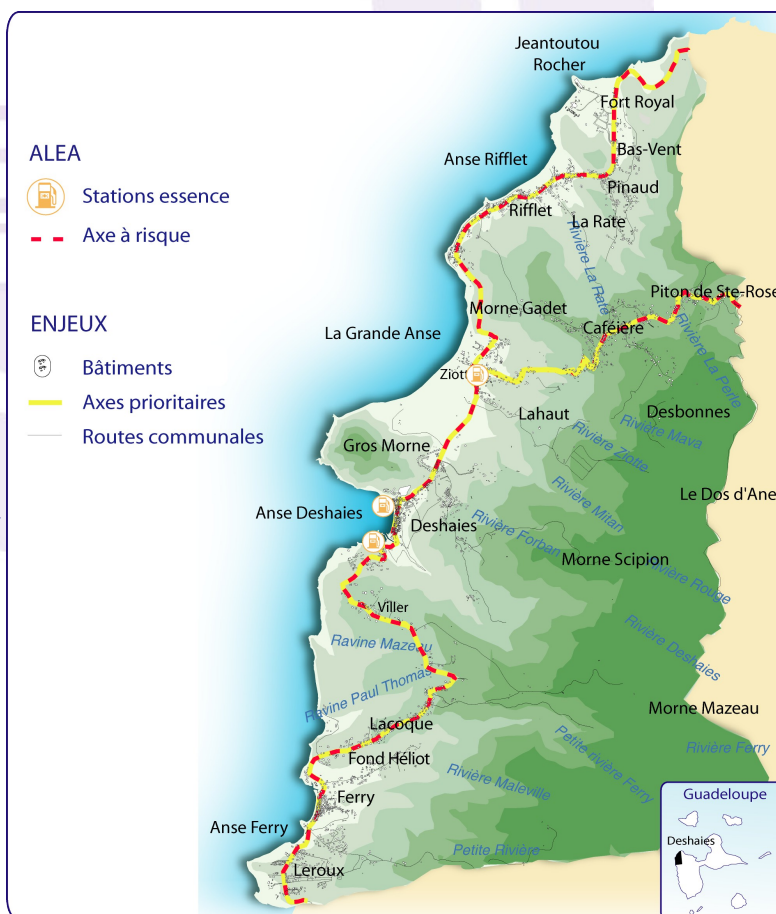 Jeantoutou
Rocher
Fort Royal
ALEA
Bas-Vent
Anse Rifflet
Pinaud
Stations essence
Rifflet
La Rate
Axe à risque
Rivière La Rate
Piton de Ste-Rose
Morne Gadet
ENJEUX
Caféière
La Grande Anse
Rivière La Perle
Bâtiments
Axes prioritaires
Lahaut
Desbonnes
Rivière Mava
Routes communales
Gros Morne
Rivière Ziotte
Le Dos d'Ane
Anse Deshaies
Rivière Mitan
Deshaies
Rivière Forban
Morne Scipion
Rivière Rouge
Viller
Rivière Deshaies
Ravine Mazeau
Ravine Paul Thomas
Morne Mazeau
Lacoque
Petite rivière Ferry
Rivière Ferry
Fond Héliot
Rivière Maleville
Ferry
Guadeloupe
Anse Ferry
Deshaies
Petite Rivière
Leroux